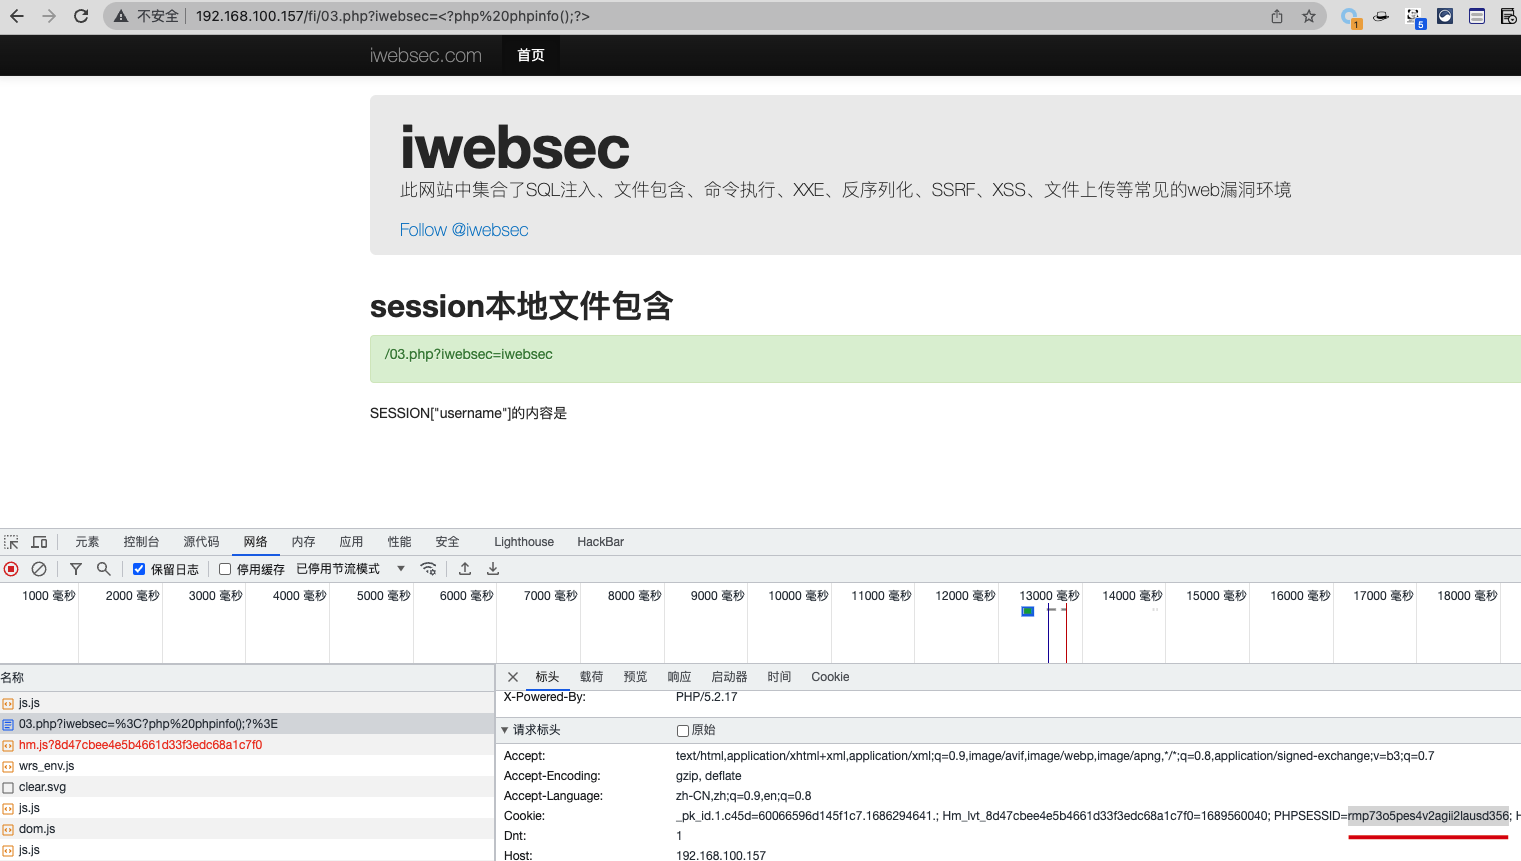 不安全 192.168.100.157/fi/03.php?iwebsec=<?php%20phpinfo();?>
1
5
iwebsec.com 首页
iwebsec
此网站中集合了SQL注入、文件包含、命令执行、XXE、反序列化、SSRF、XSS、文件上传等常见的web漏洞环境
Follow @iwebsec
session本地文件包含
/03.php?iwebsec=iwebsec
SESSION["username"]的内容是
元素 控制台 源代码 网络 内存 应用 性能 安全 Lighthouse HackBar
保留日志 停用缓存 已停用节流模式
1000 毫秒 2000 毫秒 3000 毫秒 4000 毫秒 5000 毫秒 6000 毫秒 7000 毫秒 8000 毫秒 9000 毫秒 10000 毫秒 11000 毫秒 12000 毫秒 13000 毫秒 14000 毫秒 15000 毫秒 16000 毫秒 17000 毫秒 18000 毫秒
名称
js.js
03.php?iwebsec=%3C?php%20phpinfo();?%3E
hm.js?8d47cbee4e5b4661d33f3edc68a1c7f0
wrs_env.js
clear.svg
js.js
dom.js
js.js
标头 载荷 预览 响应 启动器 时间 Cookie
X-Powered-By: PHP/5.2.17
请求标头 原始
Accept: text/html,application/xhtml+xml,application/xml;q=0.9,image/avif,image/webp,image/apng,*/*;q=0.8,application/signed-exchange;v=b3;q=0.7
Accept-Encoding: gzip, deflate
Accept-Language: zh-CN,zh;q=0.9,en;q=0.8
Cookie: _pk_id.1.c45d=60066596d145f1c7.1686294641.; Hm_lvt_8d47cbee4e5b4661d33f3edc68a1c7f0=1689560040; PHPSESSID=rmp73o5pes4v2agii2lausd356; H
Dnt: 1
Host: 192.168.100.157